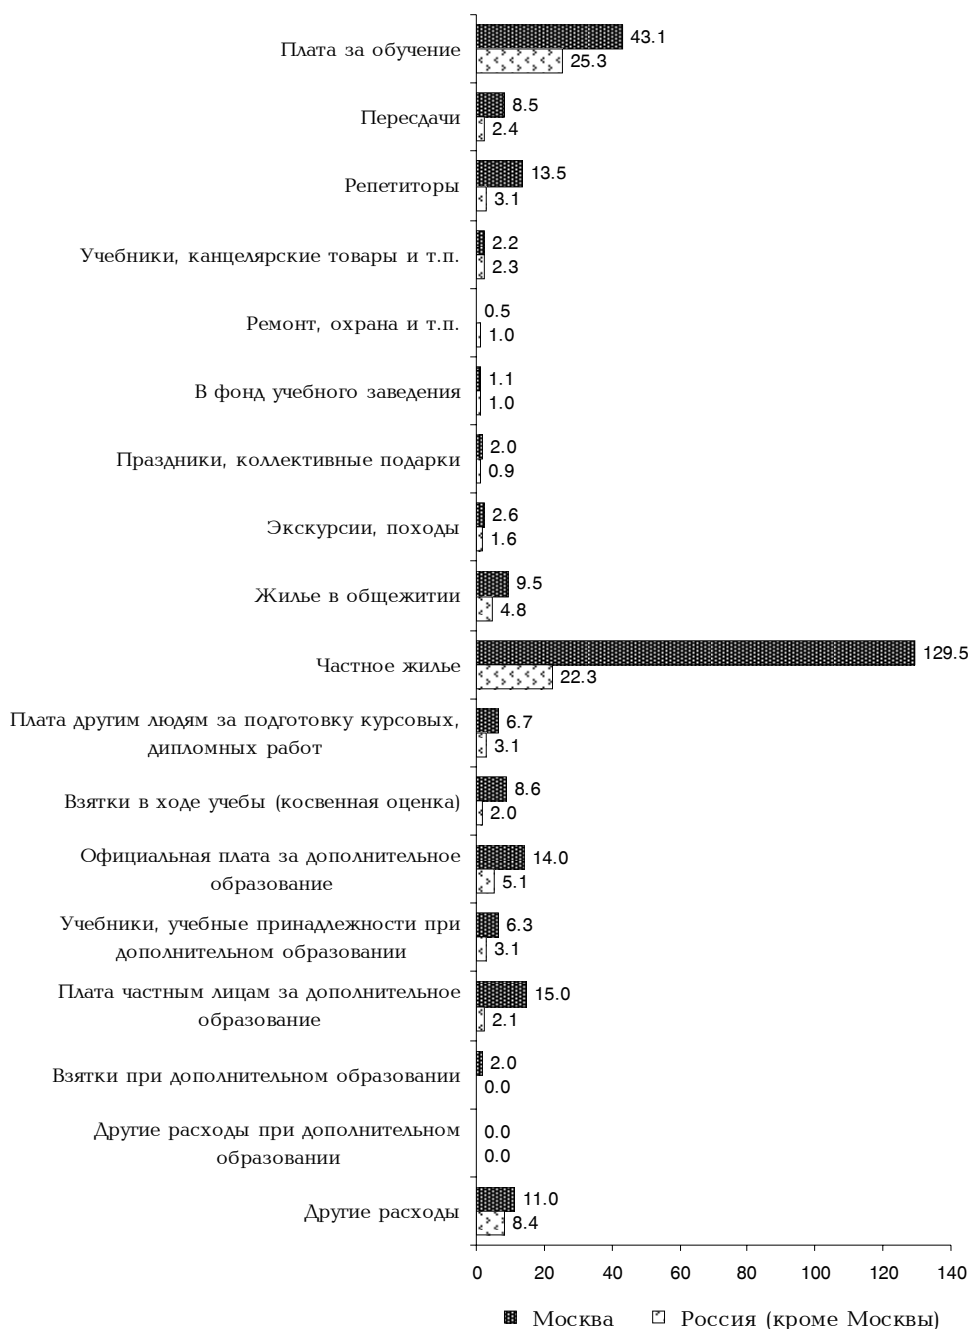 Плата за обучение
43.1
25.3
Пересдачи
8.5
2.4
Репетиторы
13.5
3.1
Учебники, канцелярские товары и т.п.
2.2
2.3
Ремонт, охрана и т.п.
0.5
1.0
В фонд учебного заведения
1.1
1.0
Праздники, коллективные подарки
2.0
0.9
Экскурсии, походы
2.6
1.6
Жилье в общежитии
9.5
4.8
Частное жилье
129.5
22.3
Плата другим людям за подготовку курсовых,
дипломных работ
6.7
3.1
Взятки в ходе учебы (косвенная оценка)
8.6
2.0
Официальная плата за дополнительное
образование
14.0
5.1
Учебники, учебные принадлежности при
дополнительном образовании
6.3
3.1
Плата частным лицам за дополнительное
образование
15.0
2.1
Взятки при дополнительном образовании
2.0
0.0
Другие расходы при дополнительном
образовании
0.0
0.0
Другие расходы
11.0
8.4
0 20 40 60 80 100 120 140
Москва Россия (кроме Москвы)